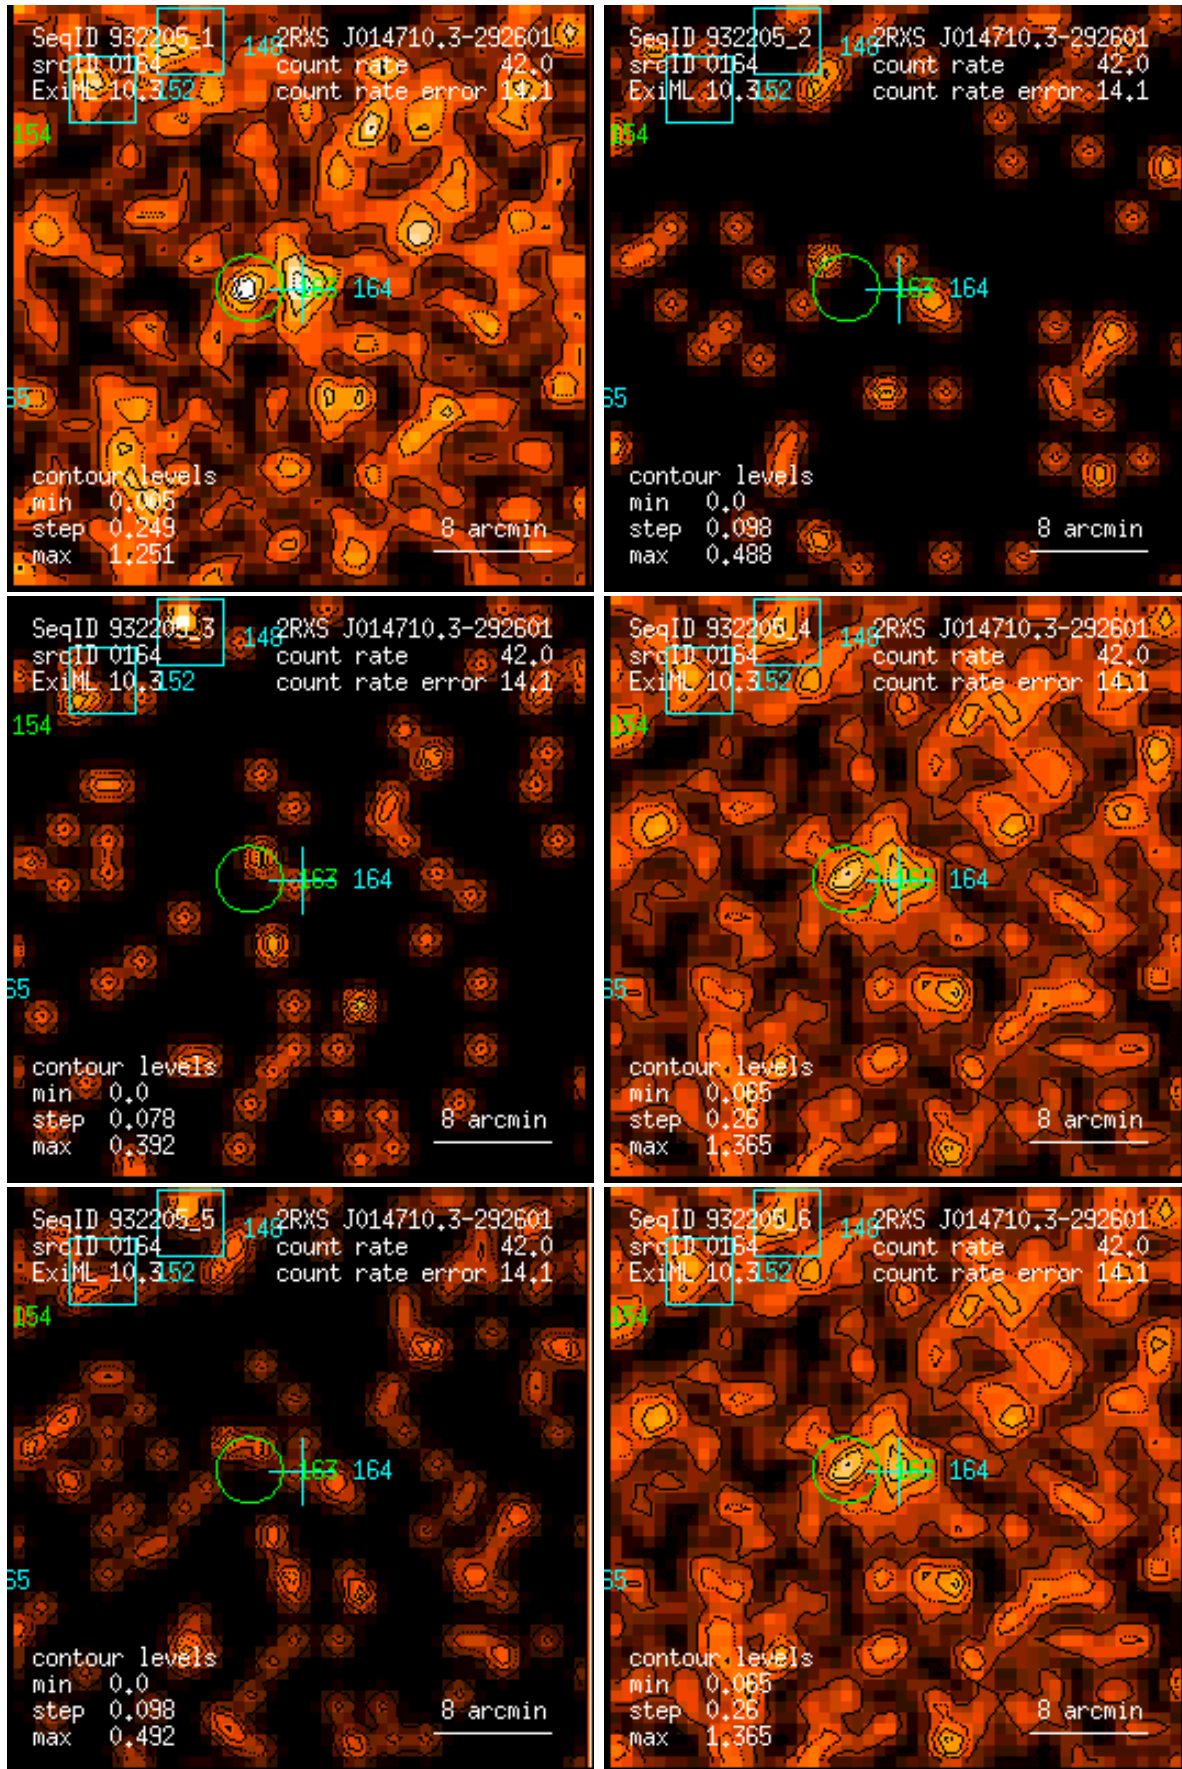 SeqID 932205_1 148 2RXS J014710.3-292601
srcID 0164 count rate 42.0
ExiML 10.3 152 count rate error 14.1
154
163 164
65
contour levels
min 0.005
step 0.249
max 1.251
8 arcmin
SeqID 932205_2 148 2RXS J014710.3-292601
srcID 0164 count rate 42.0
ExiML 10.3 152 count rate error 14.1
154
163 164
65
contour levels
min 0.0
step 0.098
max 0.488
8 arcmin
SeqID 932205_3 148 2RXS J014710.3-292601
srcID 0164 count rate 42.0
ExiML 10.3 152 count rate error 14.1
154
163 164
65
contour levels
min 0.0
step 0.078
max 0.392
8 arcmin
SeqID 932205_4 148 2RXS J014710.3-292601
srcID 0164 count rate 42.0
ExiML 10.3 152 count rate error 14.1
154
163 164
65
contour levels
min 0.065
step 0.26
max 1.365
8 arcmin
SeqID 932205_5 148 2RXS J014710.3-292601
srcID 0164 count rate 42.0
ExiML 10.3 152 count rate error 14.1
154
163 164
65
contour levels
min 0.0
step 0.098
max 0.492
8 arcmin
SeqID 932205_6 148 2RXS J014710.3-292601
srcID 0164 count rate 42.0
ExiML 10.3 152 count rate error 14.1
154
163 164
65
contour levels
min 0.065
step 0.26
max 1.365
8 arcmin